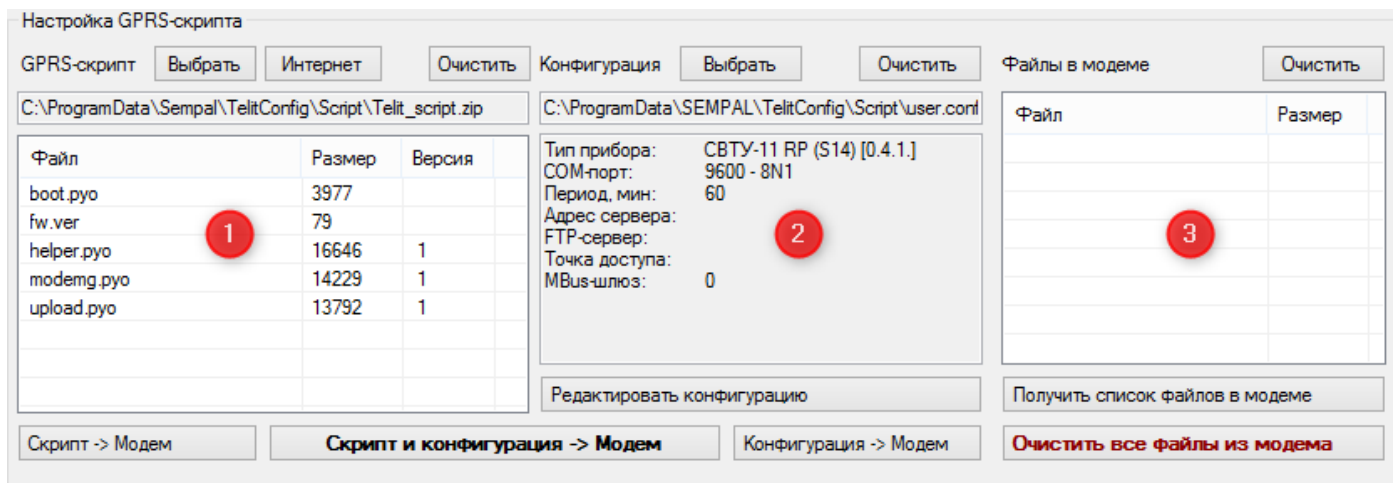 Настройка GPRS-скрипта
GPRS-скрипт Выбрать Интернет Очистить
C:\ProgramData\Sempal\TelitConfig\Script\Telit_script.zip
Файл Размер Версия
boot.pyo 3977
fw.ver 79
helper.pyo 16646 1
modemg.pyo 14229 1
upload.pyo 13792 1
1
Скрипт -> Модем
Скрипт и конфигурация -> Модем
Конфигурация Выбрать Очистить
C:\ProgramData\SEMPAL\TelitConfig\Script\user.conf
Тип прибора: СВТУ-11 RP (S14) [0.4.1.]
COM-порт: 9600 - 8N1
Период, мин: 60
Адрес сервера:
FTP-сервер:
Точка доступа:
MBus-шлюз: 0
2
Редактировать конфигурацию
Конфигурация -> Модем
Файлы в модеме Очистить
Файл Размер
3
Получить список файлов в модеме
Очистить все файлы из модема